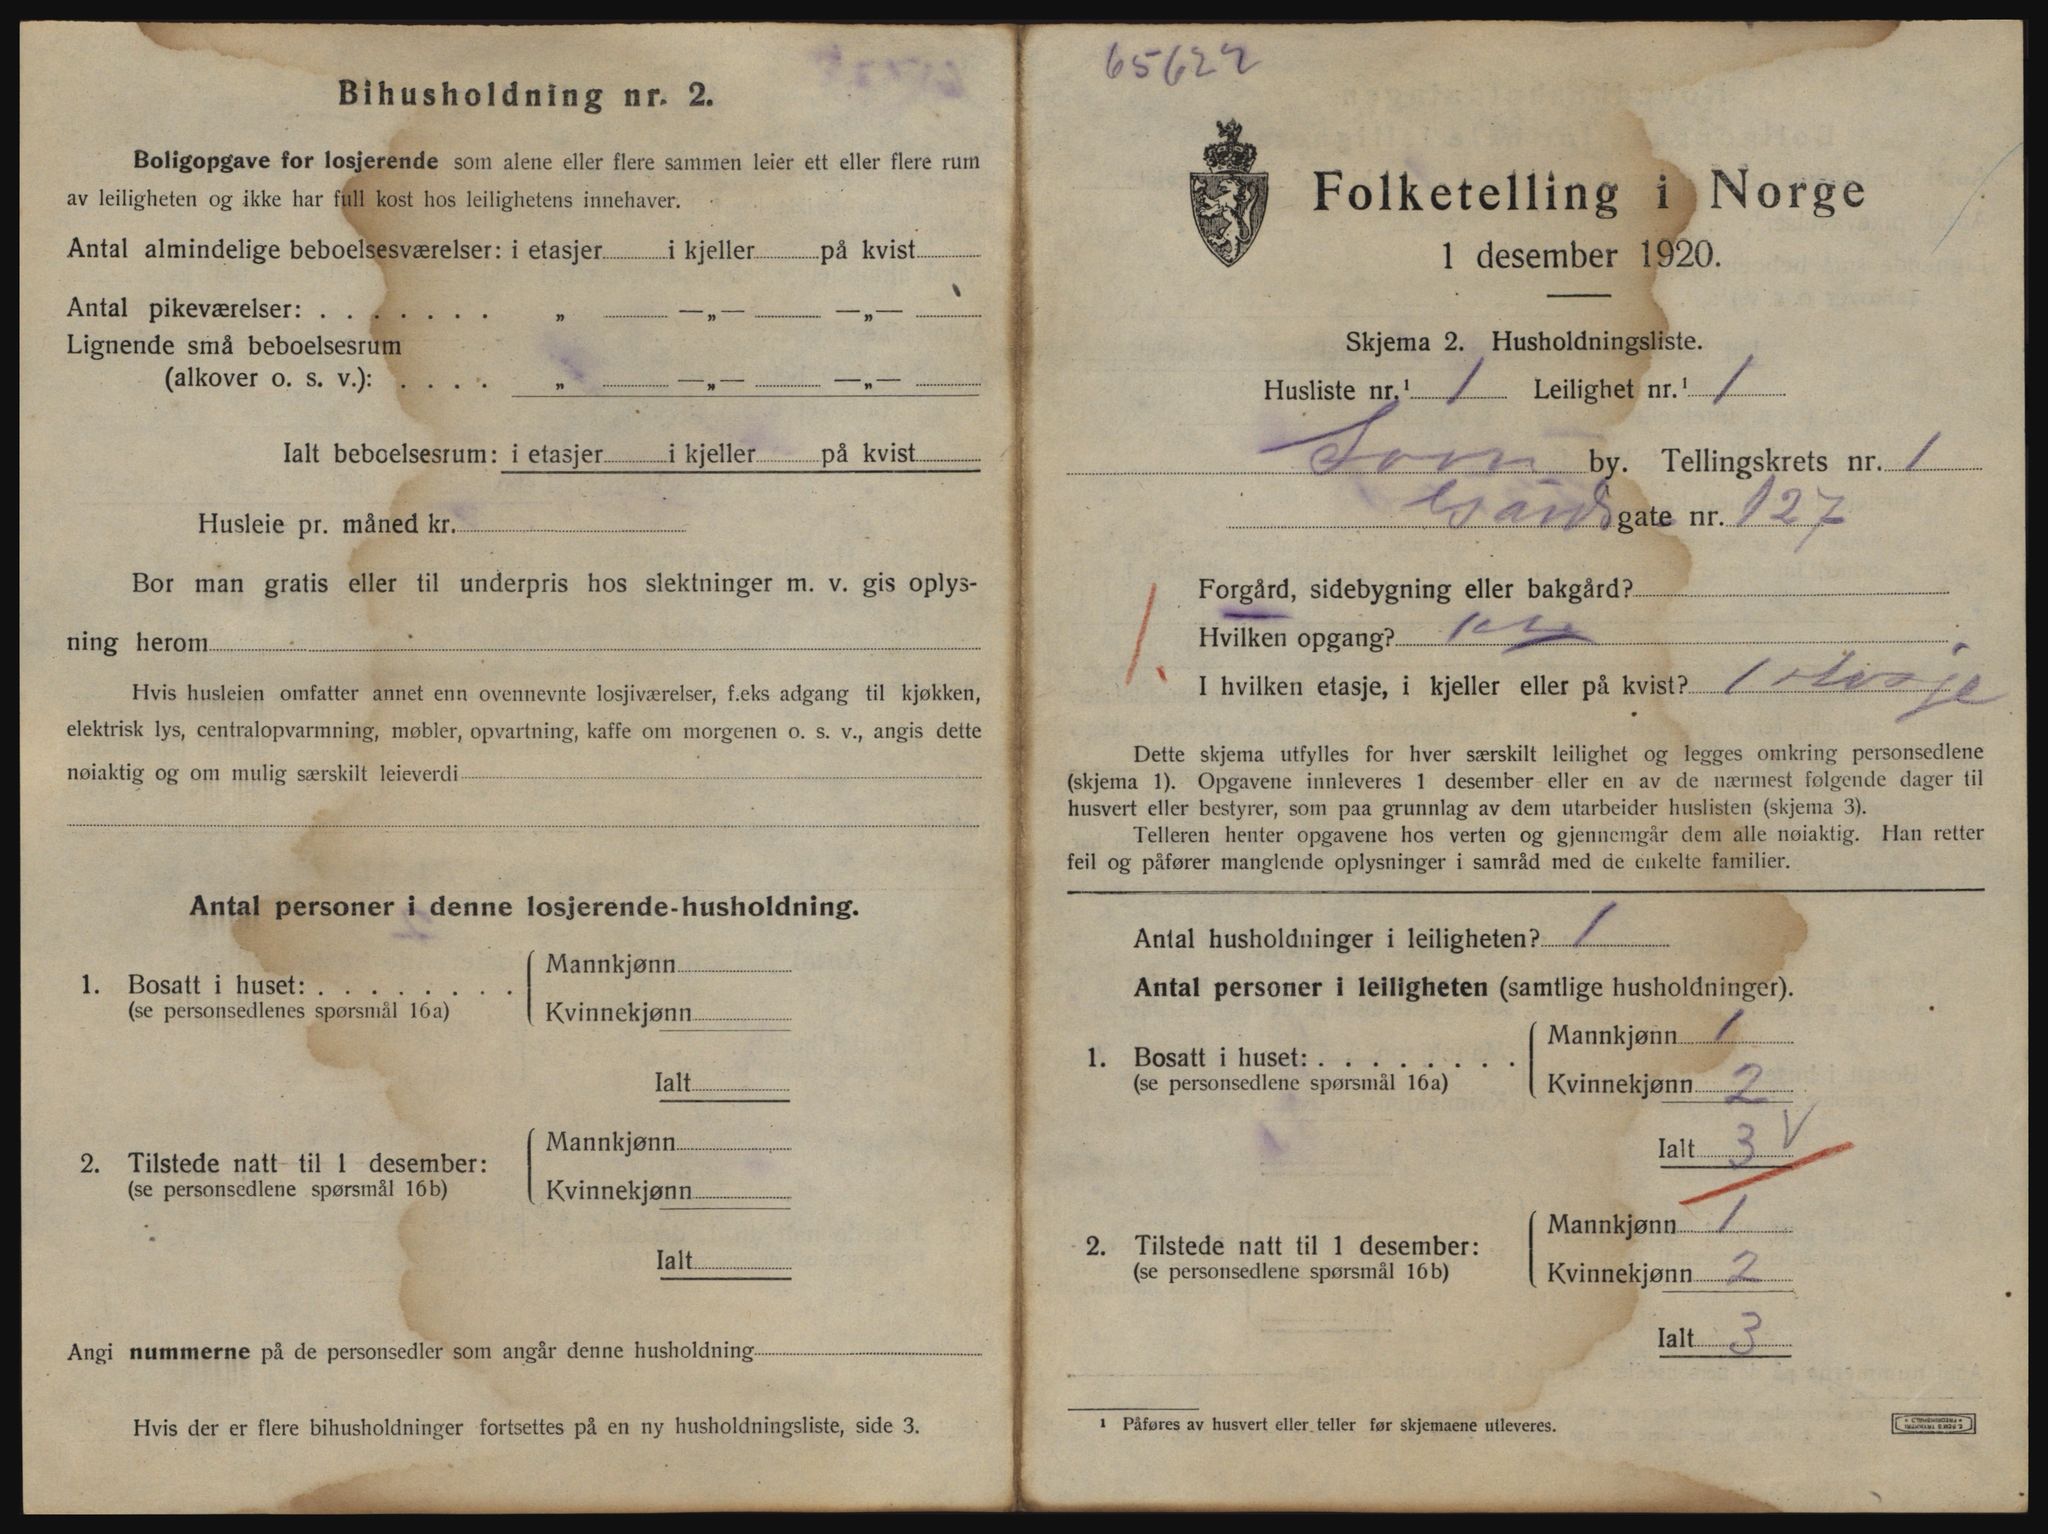 Bihusholdning nr. 2.
Boligopgave for losjerende som alene eller flere sammen leier ett eller flere rum
av leiligheten og ikke har full kost hos leilighetens innehaver.
Antal almindelige beboelsesværelser: i etasjer i kjeller på kvist
Antal pikeværelser: . . . . . . . „ —„— —„—
Lignende små beboelsesrum
(alkover o. s. v.): . . . . „ —„— —„—
Ialt beboelsesrum: i etasjer i kjeller på kvist
Husleie pr. måned kr.
Bor man gratis eller til underpris hos slektninger m. v. gis oplys-
ning herom
Hvis husleien omfatter annet enn ovennevnte losjiværelser, f.eks adgang til kjøkken,
elektrisk lys, centralopvarmning, møbler, opvartning, kaffe om morgenen o. s. v., angis dette
nøiaktig og om mulig særskilt leieverdi
Antal personer i denne losjerende-husholdning.
1. Bosatt i huset: . . . . . . . .
(se personsedlenes spørsmål 16a)
Mannkjønn
Kvinnekjønn
Ialt
2. Tilstede natt til 1 desember:
(se personsedlene spørsmål 16b)
Mannkjønn
Kvinnekjønn
Ialt
Angi nummerne på de personsedler som angår denne husholdning
Hvis der er flere bihusholdninger fortsettes på en ny husholdningsliste, side 3.
65622
Folketelling i Norge
1 desember 1920.
Skjema 2. Husholdningsliste.
Husliste nr.¹ 1 Leilighet nr.¹ 1
Soon by. Tellingskrets nr. 1
Gårds gate nr. 127
Forgård, sidebygning eller bakgård?
1.
Hvilken opgang?
I hvilken etasje, i kjeller eller på kvist? 1 etasje
Dette skjema utfylles for hver særskilt leilighet og legges omkring personsedlene
(skjema 1). Opgavene innleveres 1 desember eller en av de nærmest følgende dager til
husvert eller bestyrer, som paa grunnlag av dem utarbeider huslisten (skjema 3).
Telleren henter opgavene hos verten og gjennemgår dem alle nøiaktig. Han retter
feil og påfører manglende oplysninger i samråd med de enkelte familier.
Antal husholdninger i leiligheten? 1
Antal personer i leiligheten (samtlige husholdninger).
1. Bosatt i huset: . . . . . . . .
(se personsedlene spørsmål 16a)
Mannkjønn 1
Kvinnekjønn 2
Ialt 3 V
2. Tilstede natt til 1 desember:
(se personsedlene spørsmål 16b)
Mannkjønn 1
Kvinnekjønn 2
Ialt 3
¹ Påføres av husvert eller teller før skjemaene utleveres.